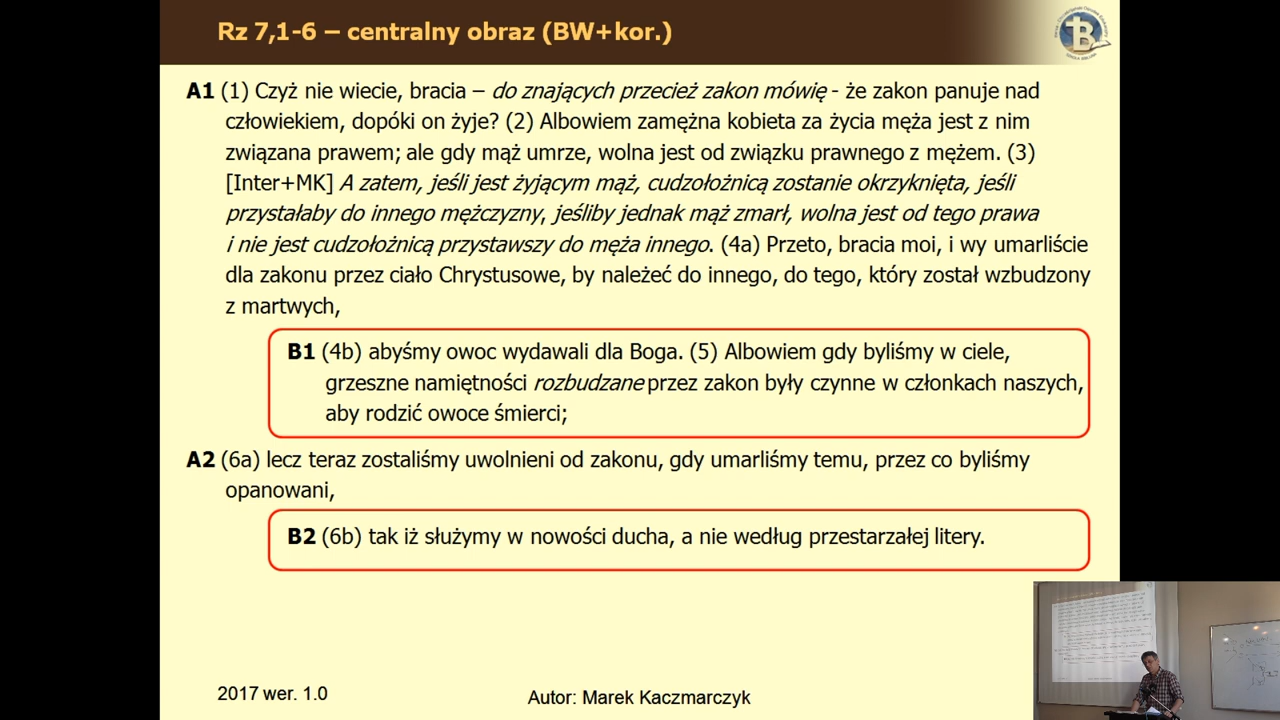 Rz 7,1-6 – centralny obraz (BW+kor.)
A1 (1) Czyż nie wiecie, bracia – do znających przecież zakon mówię - że zakon panuje nad
człowiekiem, dopóki on żyje? (2) Albowiem zamężna kobieta za życia męża jest z nim
związana prawem; ale gdy mąż umrze, wolna jest od związku prawnego z mężem. (3)
[Inter+MK] A zatem, jeśli jest żyjącym mąż, cudzołożnicą zostanie okrzyknięta, jeśli
przystałaby do innego mężczyzny, jeśliby jednak mąż zmarł, wolna jest od tego prawa
i nie jest cudzołożnicą przystawszy do męża innego. (4a) Przeto, bracia moi, i wy umarliście
dla zakonu przez ciało Chrystusowe, by należeć do innego, do tego, który został wzbudzony
z martwych,
B1 (4b) abyśmy owoc wydawali dla Boga. (5) Albowiem gdy byliśmy w ciele,
grzeszne namiętności rozbudzane przez zakon były czynne w członkach naszych,
aby rodzić owoce śmierci;
A2 (6a) lecz teraz zostaliśmy uwolnieni od zakonu, gdy umarliśmy temu, przez co byliśmy
opanowani,
B2 (6b) tak iż służymy w nowości ducha, a nie według przestarzałej litery.
2017 wer. 1.0
Autor: Marek Kaczmarczyk